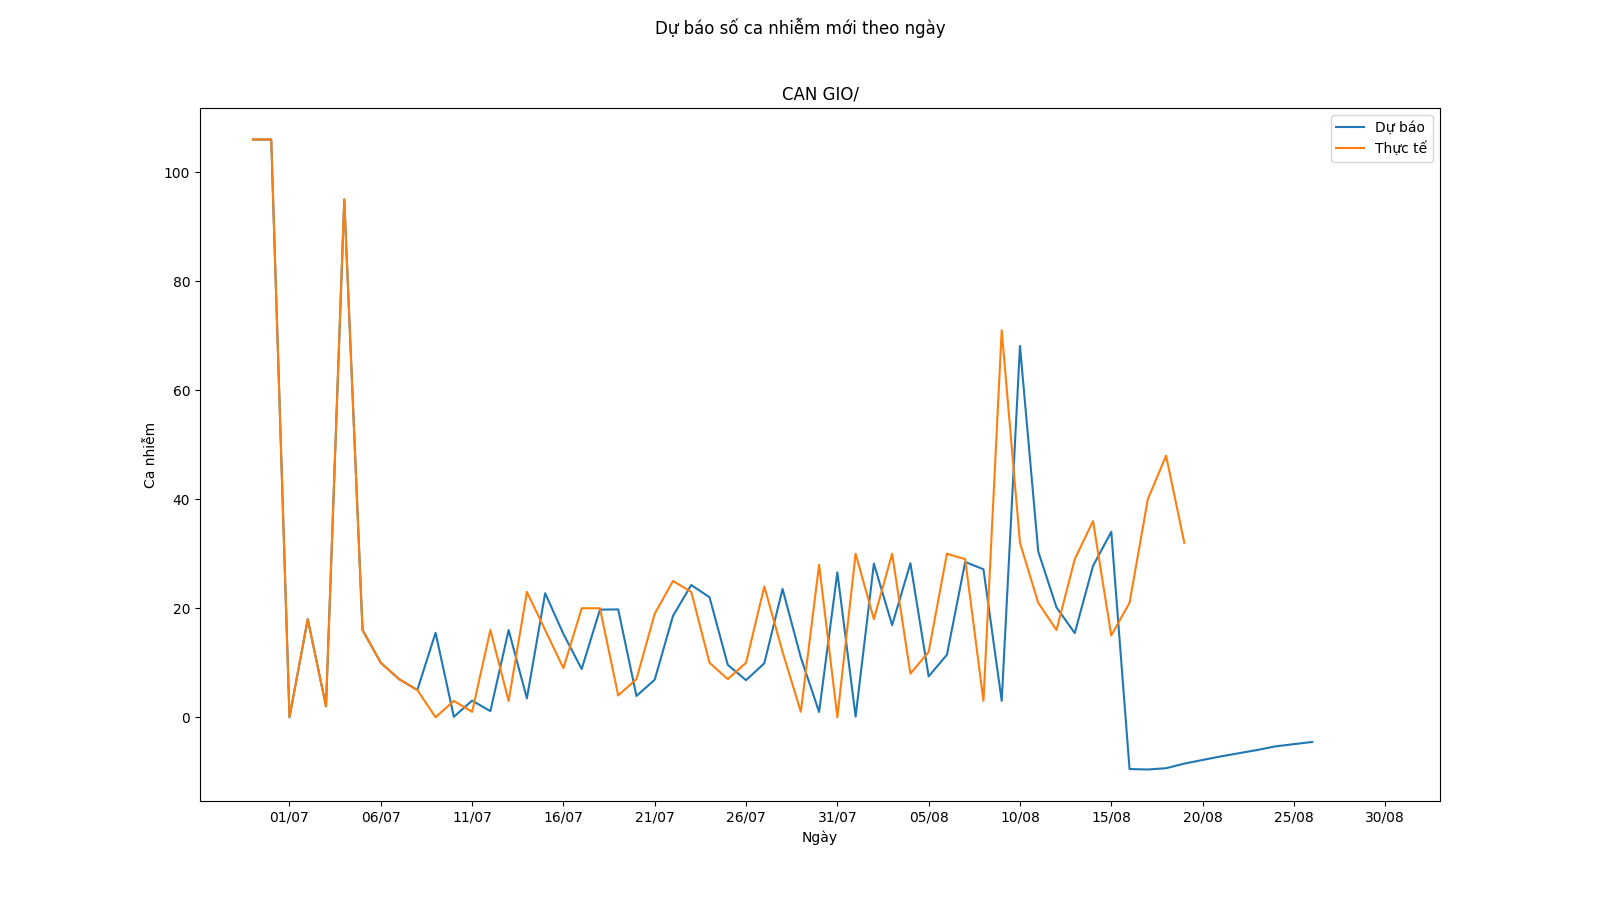 Dự báo số ca nhiễm mới theo ngày
CAN GIO/
Dự báo
Thực tế
100
80
60
40
20
0
Ca nhiễm
01/07 06/07 11/07 16/07 21/07 26/07 31/07 05/08 10/08 15/08 20/08 25/08 30/08
Ngày